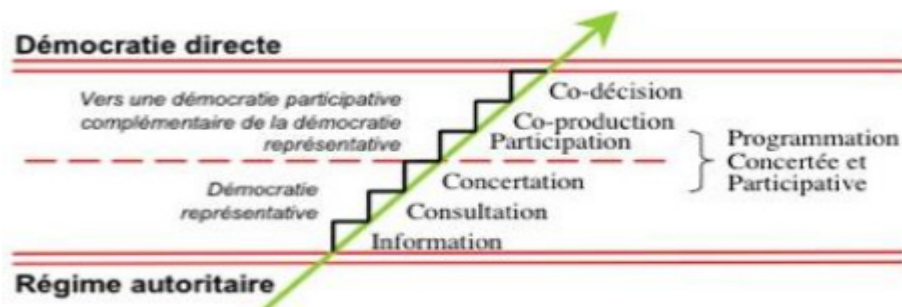 Démocratie directe
Vers une démocratie participative
complémentaire de la démocratie
représentative
Démocratie
représentative
Co-décision
Co-production
Participation
Concertation
Consultation
Information
Programmation
Concertée et
Participative
Régime autoritaire